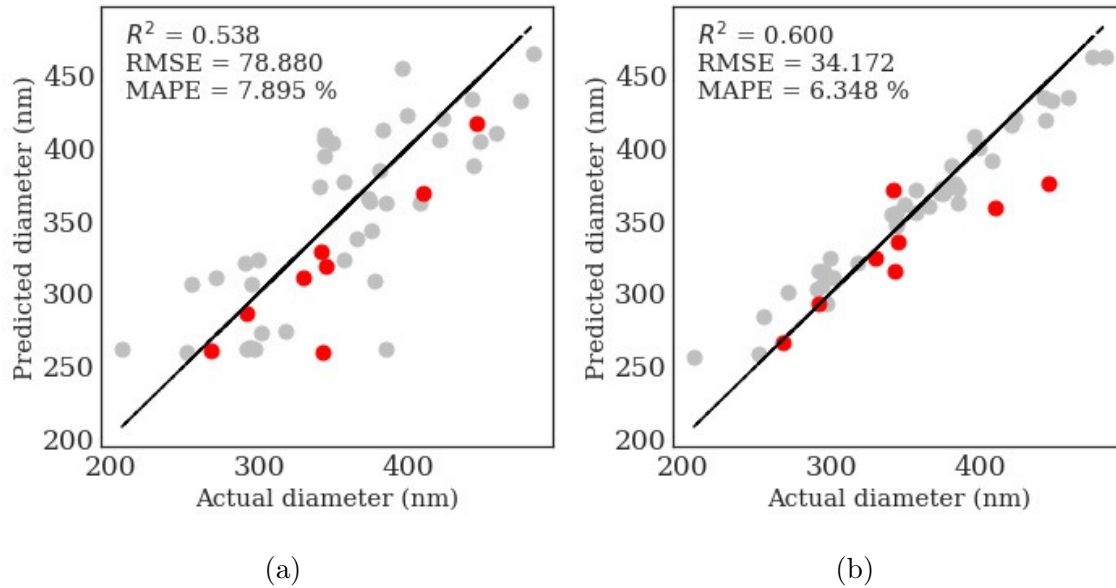 R² = 0.538
RMSE = 78.880
MAPE = 7.895 %
450
400
350
300
250
200
Predicted diameter (nm)
200 300 400
Actual diameter (nm)
(a)
R² = 0.600
RMSE = 34.172
MAPE = 6.348 %
450
400
350
300
250
200
Predicted diameter (nm)
200 300 400
Actual diameter (nm)
(b)